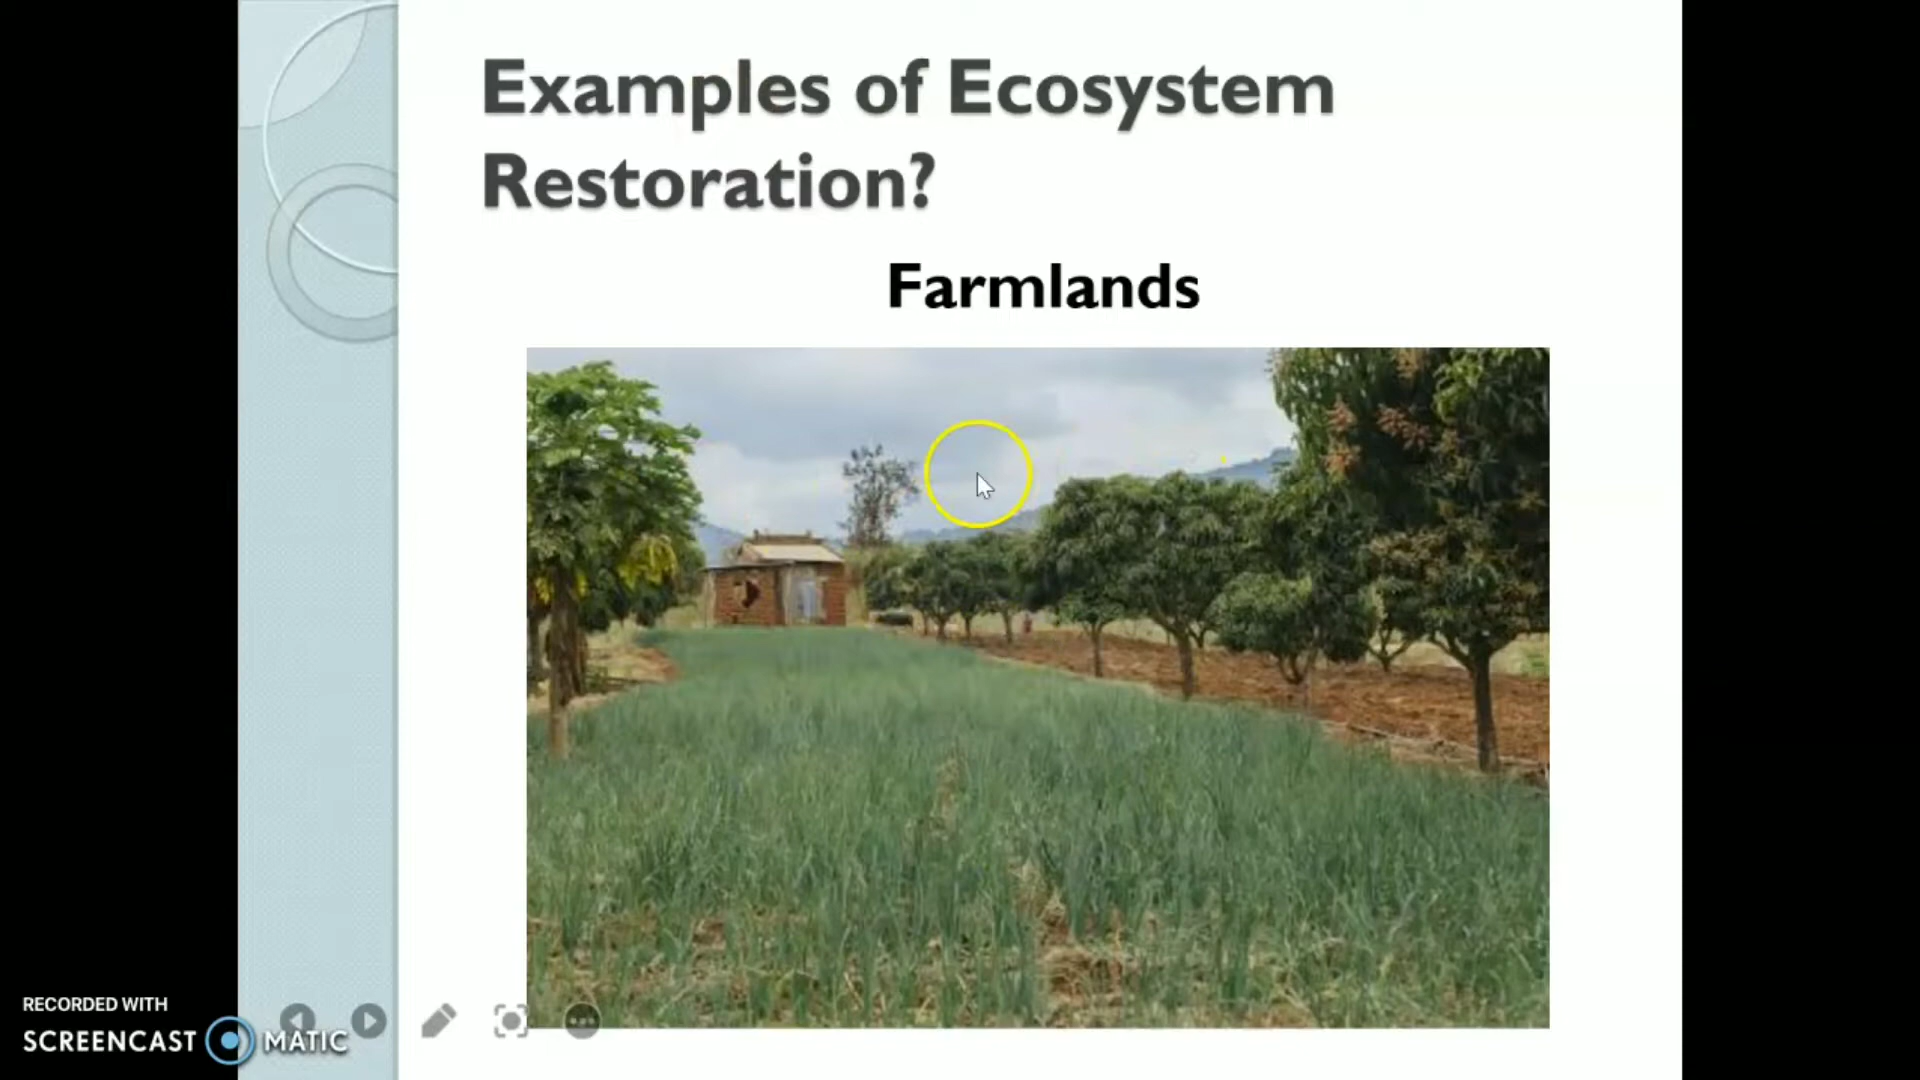 Examples of Ecosystem
Restoration?
Farmlands
RECORDED WITH
SCREENCAST MATIC